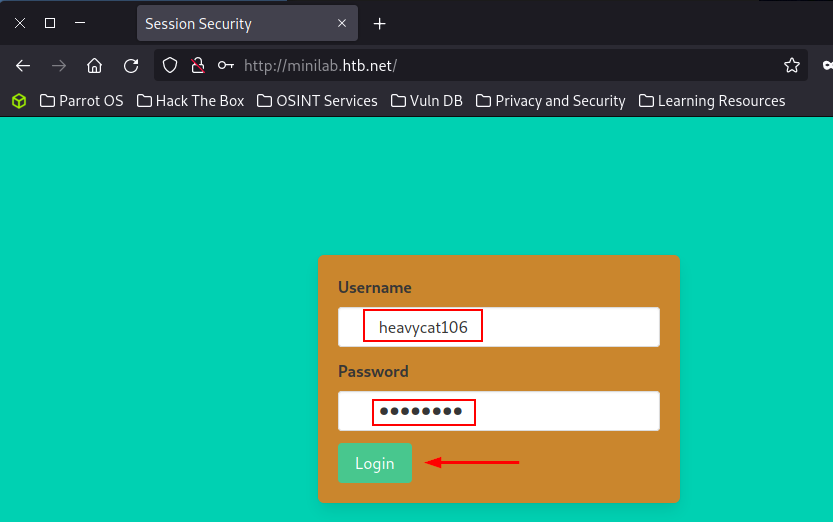 Session Security
http://minilab.htb.net/
Parrot OS Hack The Box OSINT Services Vuln DB Privacy and Security Learning Resources
Username
heavycat106
Password
••••••••
Login